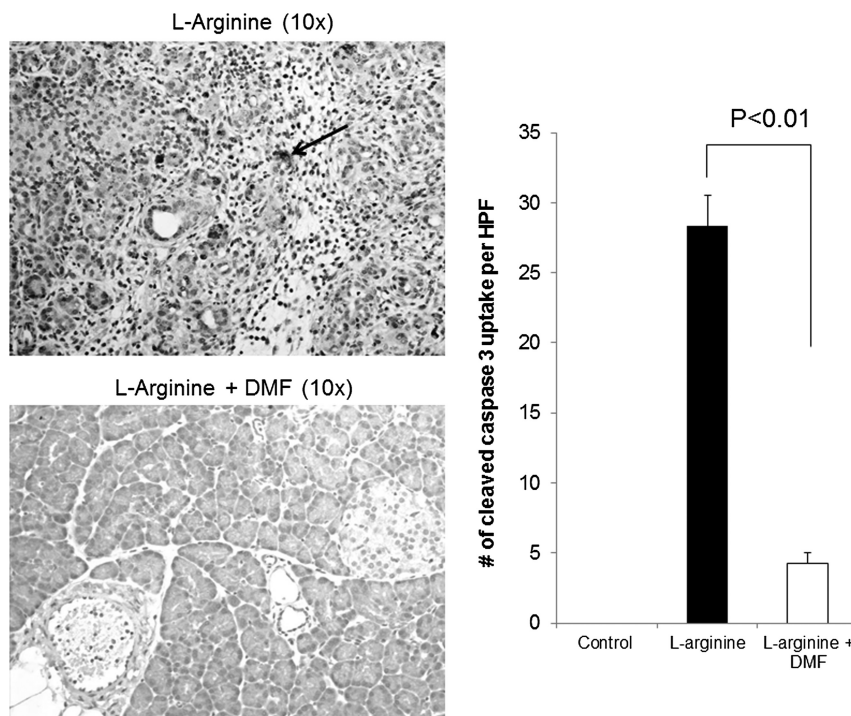 L-Arginine (10x)
L-Arginine + DMF (10x)
# of cleaved caspase 3 uptake per HPF
P<0.01
35
30
25
20
15
10
5
0
Control
L-arginine
L-arginine +
DMF